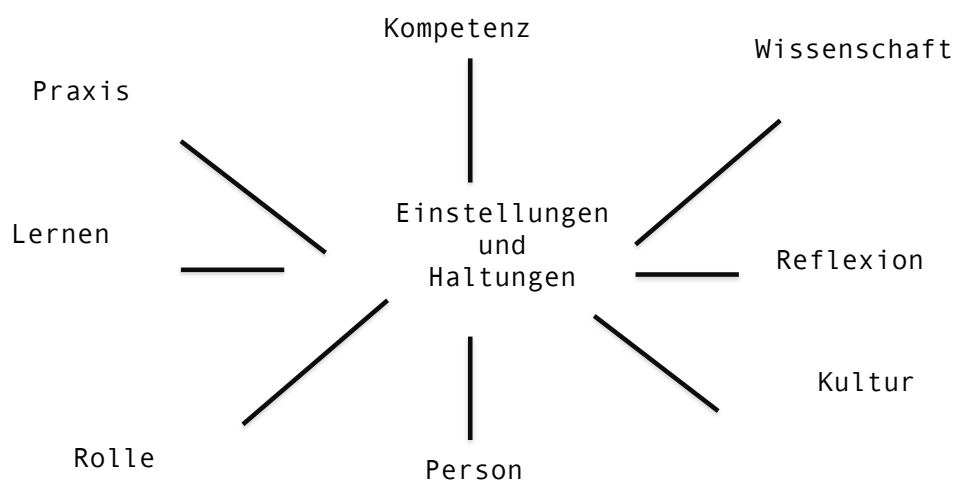 Kompetenz
Wissenschaft
Praxis
Einstellungen
und
Haltungen
Lernen
Reflexion
Kultur
Rolle
Person